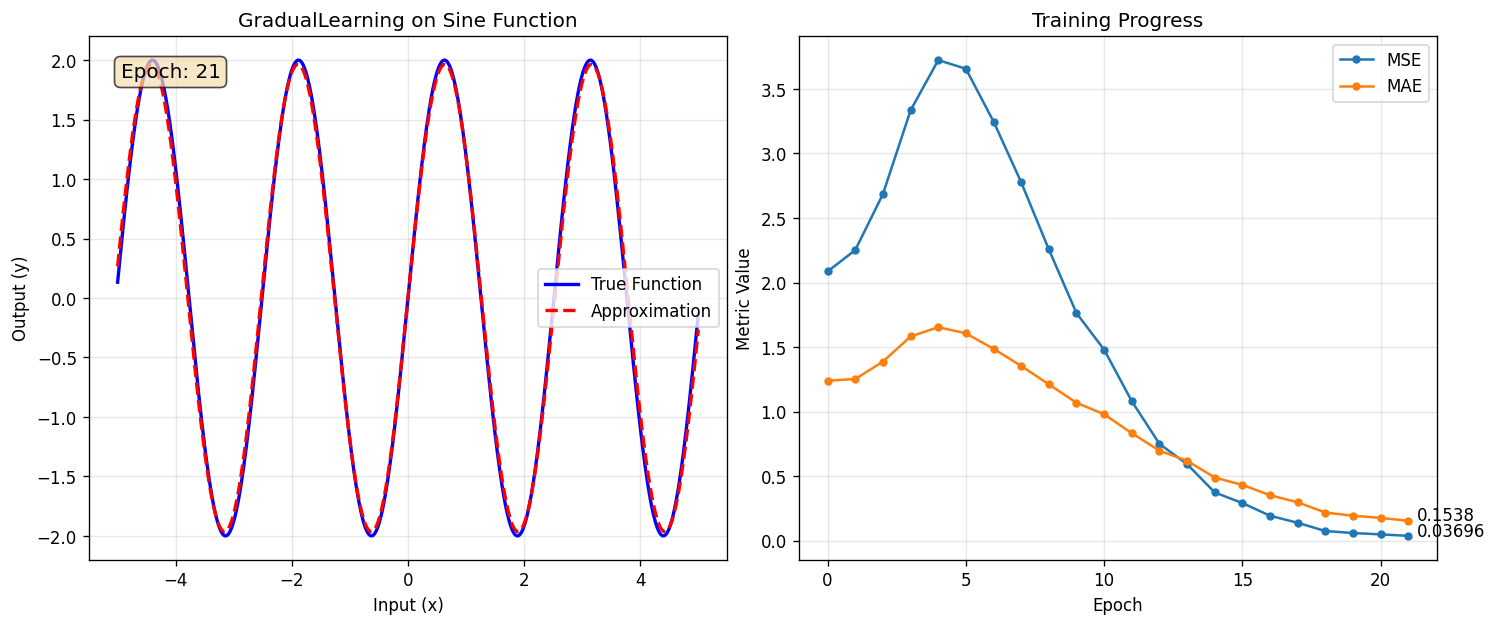 GradualLearning on Sine Function
Epoch: 21
2.0
1.5
1.0
0.5
0.0
−0.5
−1.0
−1.5
−2.0
Output (y)
True Function
Approximation
−4
−2
0
2
4
Input (x)
Training Progress
MSE
MAE
3.5
3.0
2.5
2.0
1.5
1.0
0.5
0.0
Metric Value
0.1538
0.03696
0
5
10
15
20
Epoch